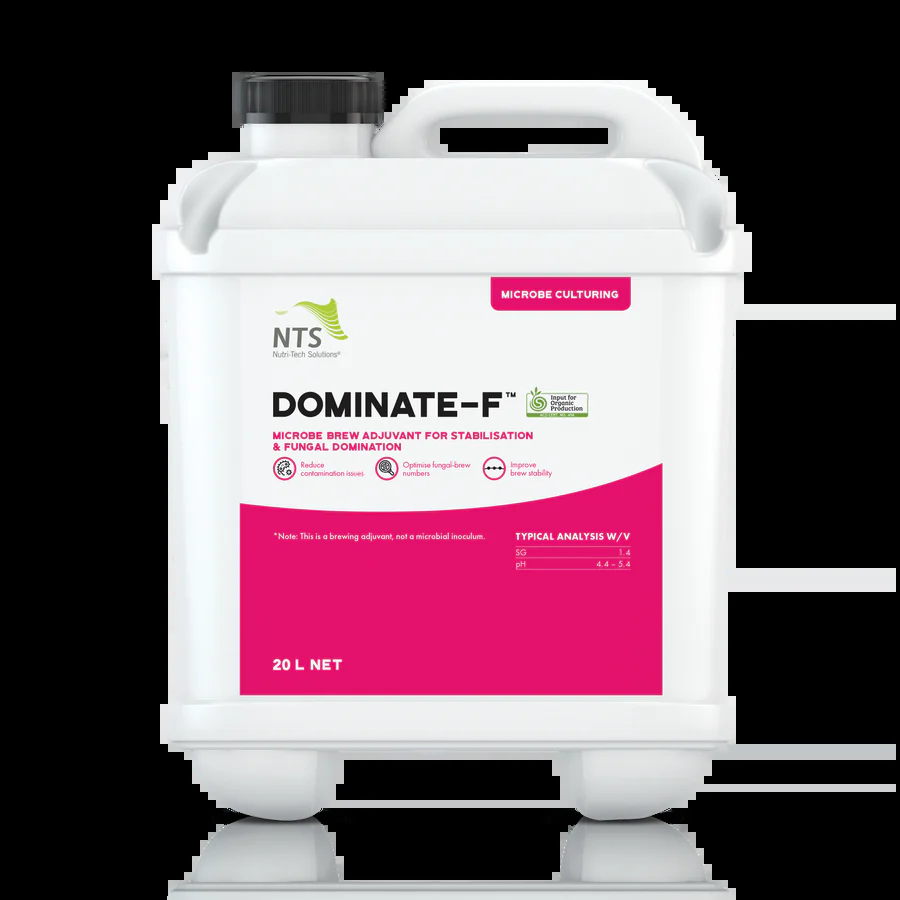 MICROBE CULTURING
NTS
Nutri-Tech Solutions®
DOMINATE-F™
Input for
Organic
Production
MICROBE BREW ADJUVANT FOR STABILISATION
& FUNGAL DOMINATION
Reduce
contamination issues
Optimise fungal-brew
numbers
Improve
brew stability
*Note: This is a brewing adjuvant, not a microbial inoculum.
TYPICAL ANALYSIS W/V
SG 1.4
pH 4.4 – 5.4
20 L NET